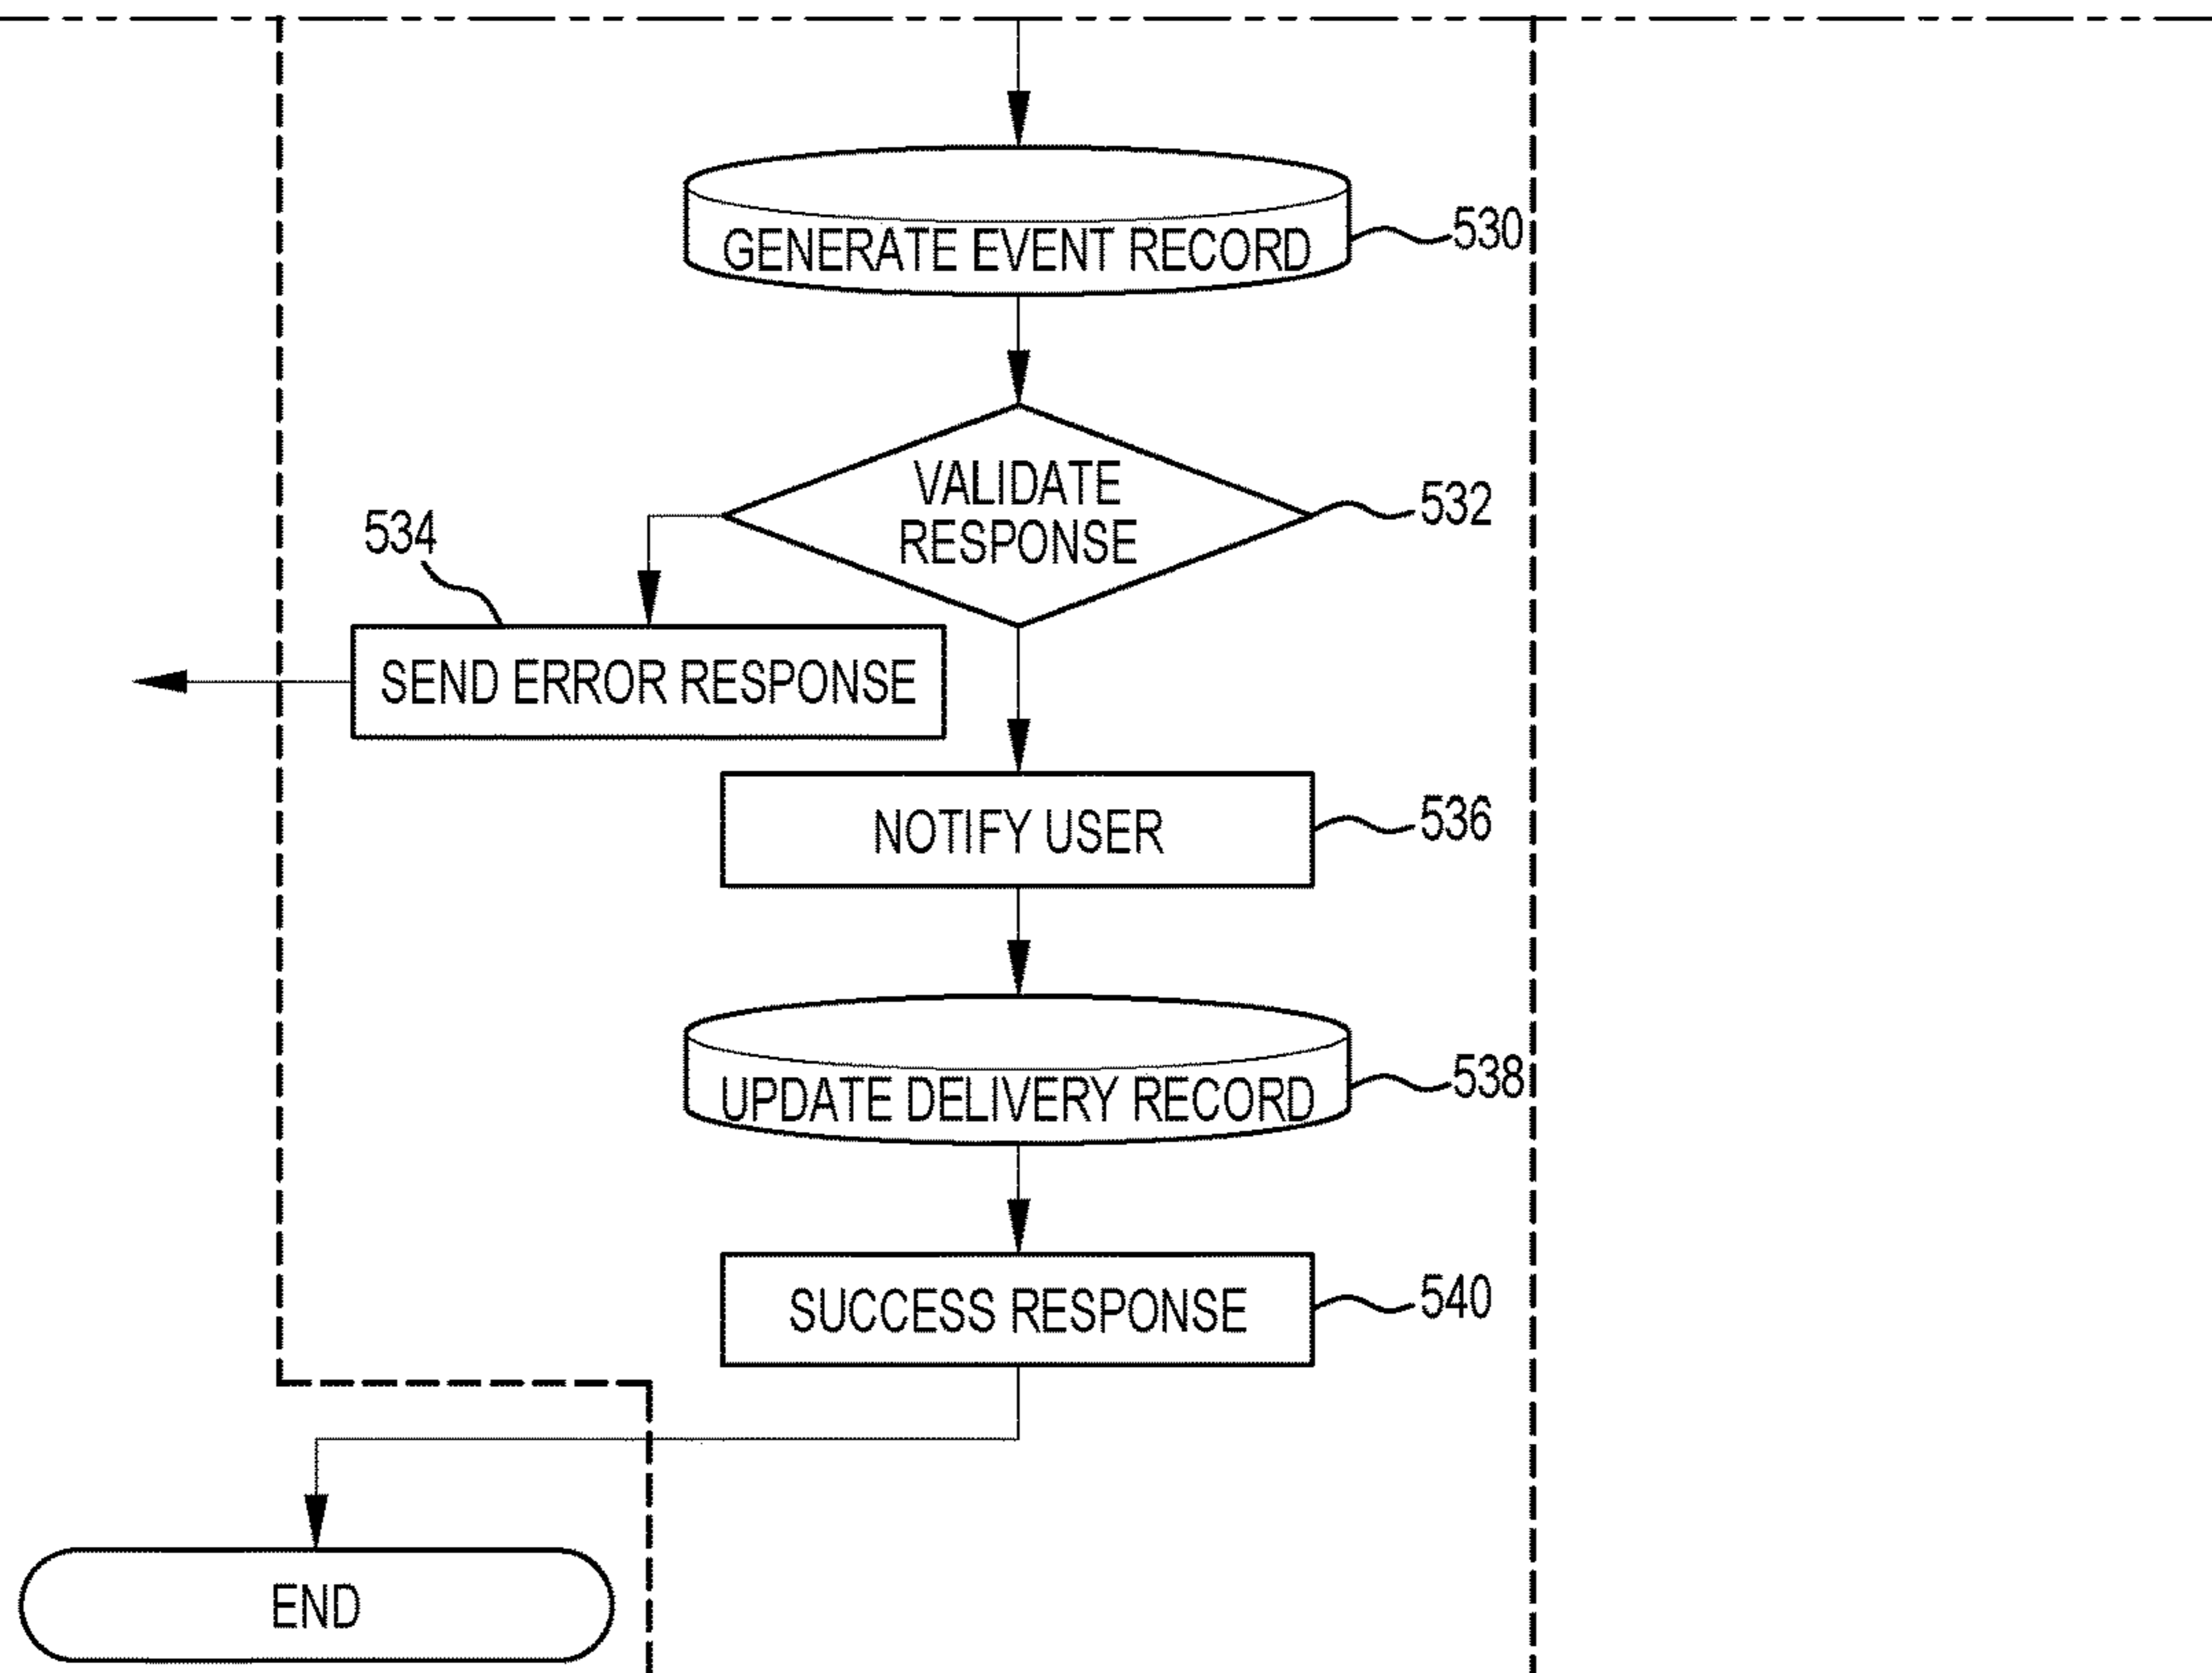 GENERATE EVENT RECORD
530
VALIDATE
RESPONSE
532
534
SEND ERROR RESPONSE
NOTIFY USER
536
UPDATE DELIVERY RECORD
538
SUCCESS RESPONSE
540
END